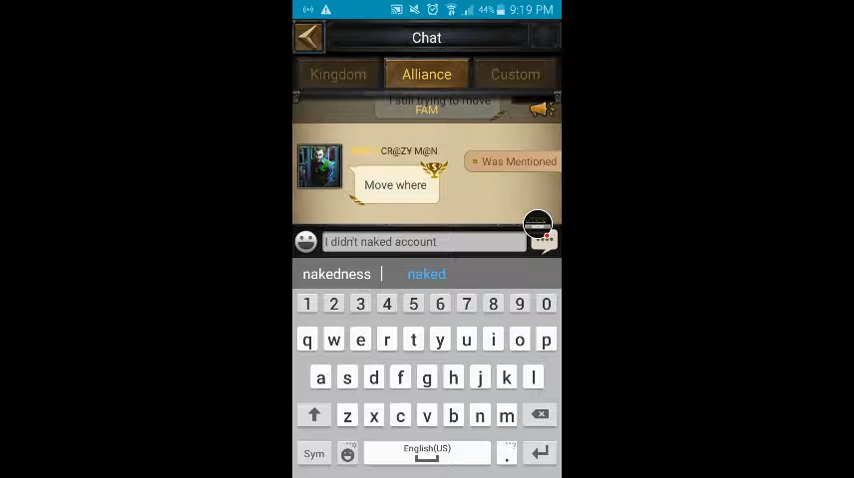 44% 9:19 PM
Chat
Kingdom Alliance Custom
I still trying to move
FAM
CR@ZY M@N
Was Mentioned
Move where
I didn't naked account
nakedness naked
1 2 3 4 5 6 7 8 9 0
q w e r t y u i o p
a s d f g h j k l
z x c v b n m
Sym English(US) .